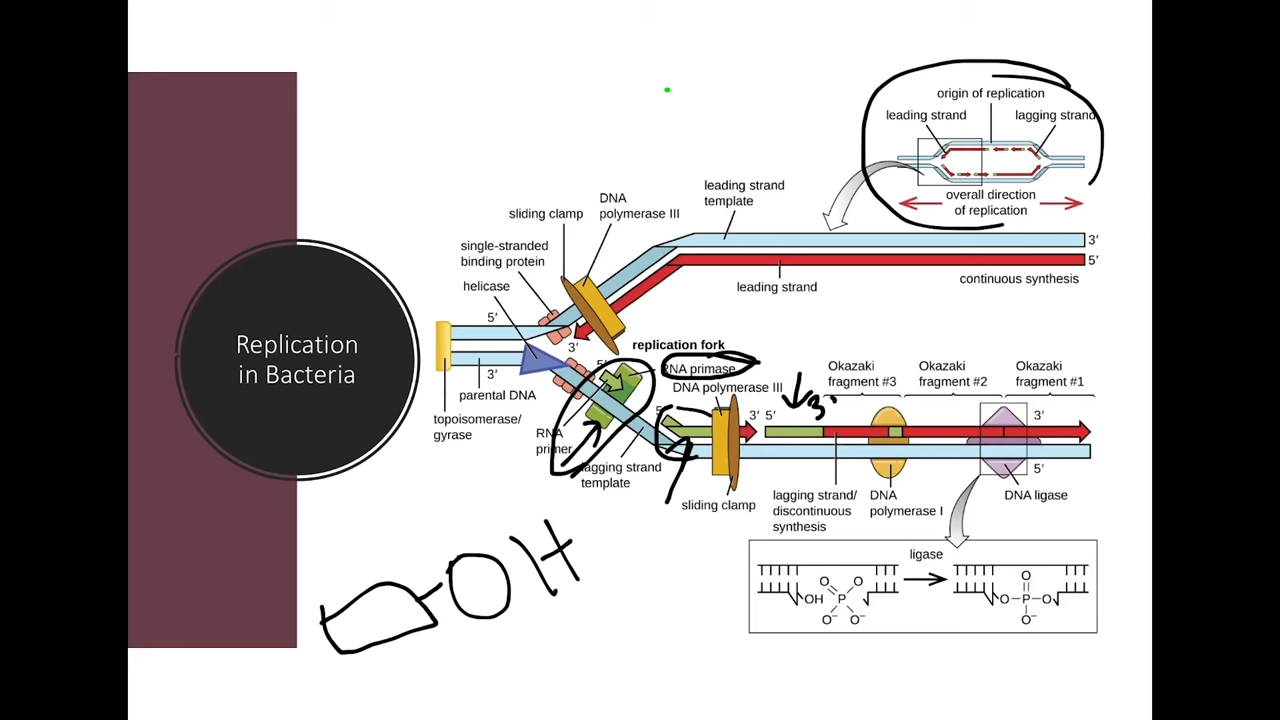 Replication
in Bacteria
origin of replication
leading strand
lagging strand
overall direction
of replication
leading strand
template
DNA
polymerase III
sliding clamp
single-stranded
binding protein
helicase
3′
5′
continuous synthesis
leading strand
5′
3′
replication fork
5′
RNA primase
3′
parental DNA
DNA polymerase III
Okazaki
fragment #3
Okazaki
fragment #2
Okazaki
fragment #1
3'
topoisomerase/
gyrase
RNA
primer
5′
3′
5′
3′
lagging strand
template
5′
sliding clamp
lagging strand/
discontinuous
synthesis
DNA
polymerase I
DNA ligase
OH
ligase
OH
O
O
P
O−
O−
O
O
P
O
O−